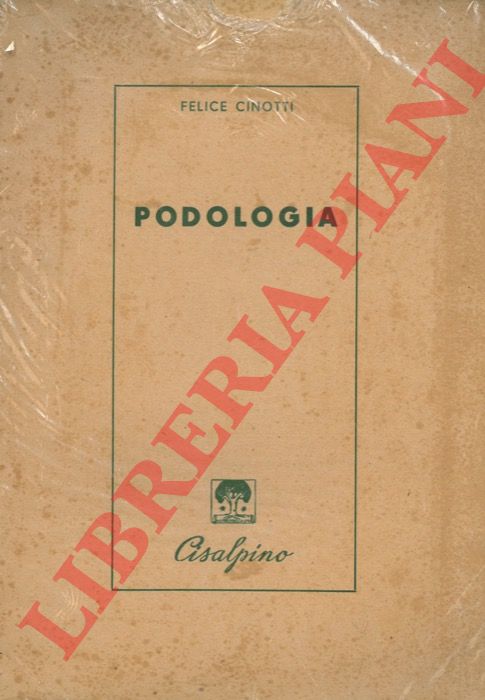 FELICE CINOTTI
PODOLOGIA
Cisalpino
LIBRERIA PIANI